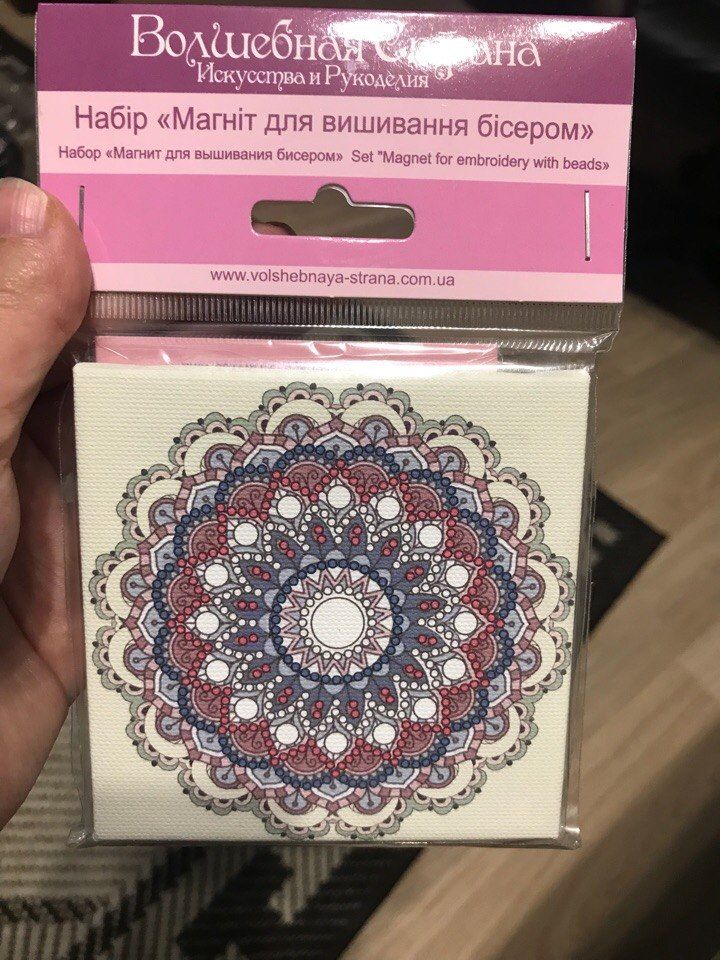 Волшебная Страна
Искусства и Рукоделия
Набір «Магніт для вишивання бісером»
Набор «Магнит для вышивания бисером» Set "Magnet for embroidery with beads»
www.volshebnaya-strana.com.ua